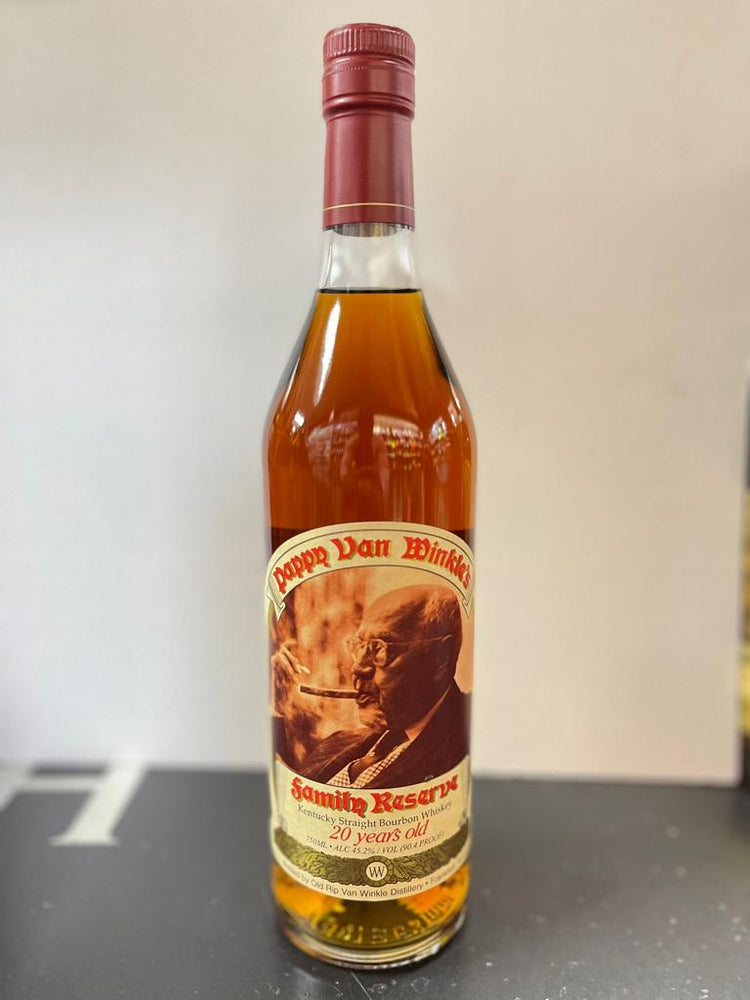 Pappy Van Winkle's
Family Reserve
Kentucky Straight Bourbon Whiskey
20 years old
750ML • ALC 45.2% / VOL (90.4 PROOF)
VW
by Old Rip Van Winkle Distillery •